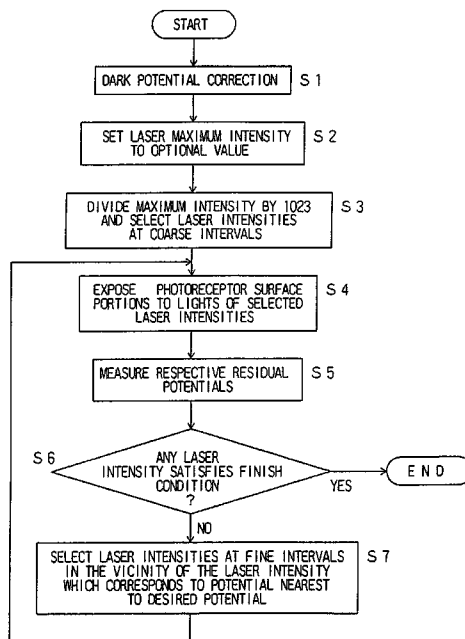 START
DARK POTENTIAL CORRECTION S 1
SET LASER MAXIMUM INTENSITY S 2
TO OPTIONAL VALUE
DIVIDE MAXIMUM INTENSITY BY 1023 S 3
AND SELECT LASER INTENSITIES
AT COARSE INTERVALS
EXPOSE PHOTORECEPTOR SURFACE S 4
PORTIONS TO LIGHTS OF SELECTED
LASER INTENSITIES
MEASURE RESPECTIVE RESIDUAL S 5
POTENTIALS
S 6
ANY LASER
INTENSITY SATISFIES FINISH
CONDITION
?
YES
END
NO
SELECT LASER INTENSITIES AT FINE INTERVALS S 7
IN THE VICINITY OF THE LASER INTENSITY
WHICH CORRESPONDS TO POTENTIAL NEAREST
TO DESIRED POTENTIAL